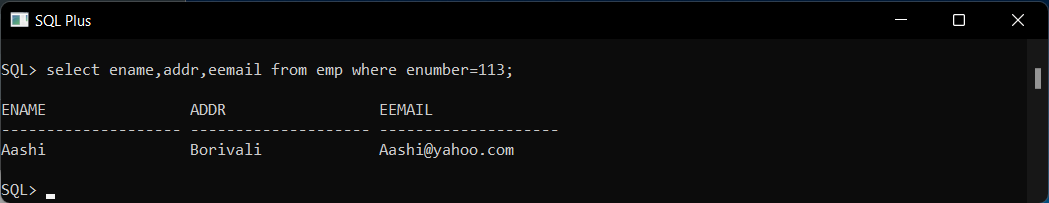 SQL Plus
SQL> select ename,addr,eemail from emp where enumber=113;
ENAME                ADDR                 EEMAIL
-------------------- -------------------- --------------------
Aashi                Borivali             Aashi@yahoo.com
SQL>